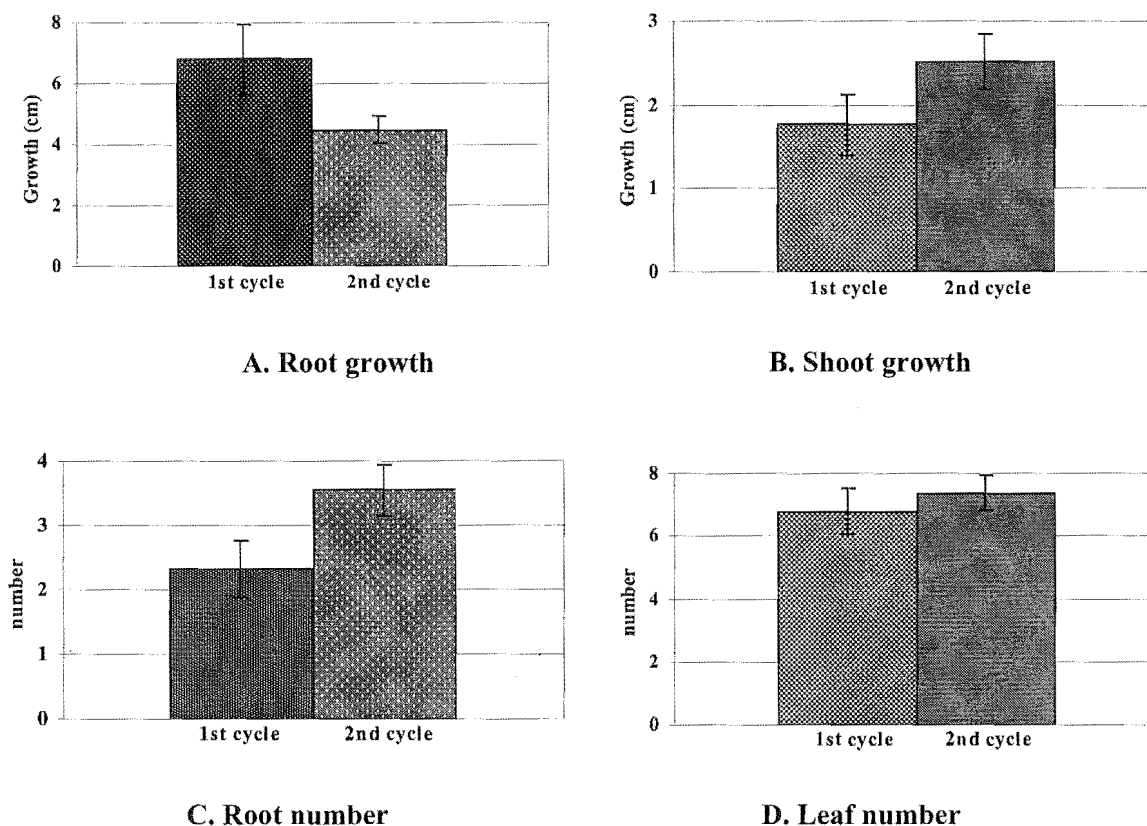 8
6
4
2
0
Growth (cm)
1st cycle 2nd cycle
A. Root growth
3
2
1
0
Growth (cm)
1st cycle 2nd cycle
B. Shoot growth
4
3
2
1
0
number
1st cycle 2nd cycle
C. Root number
8
6
4
2
0
number
1st cycle 2nd cycle
D. Leaf number